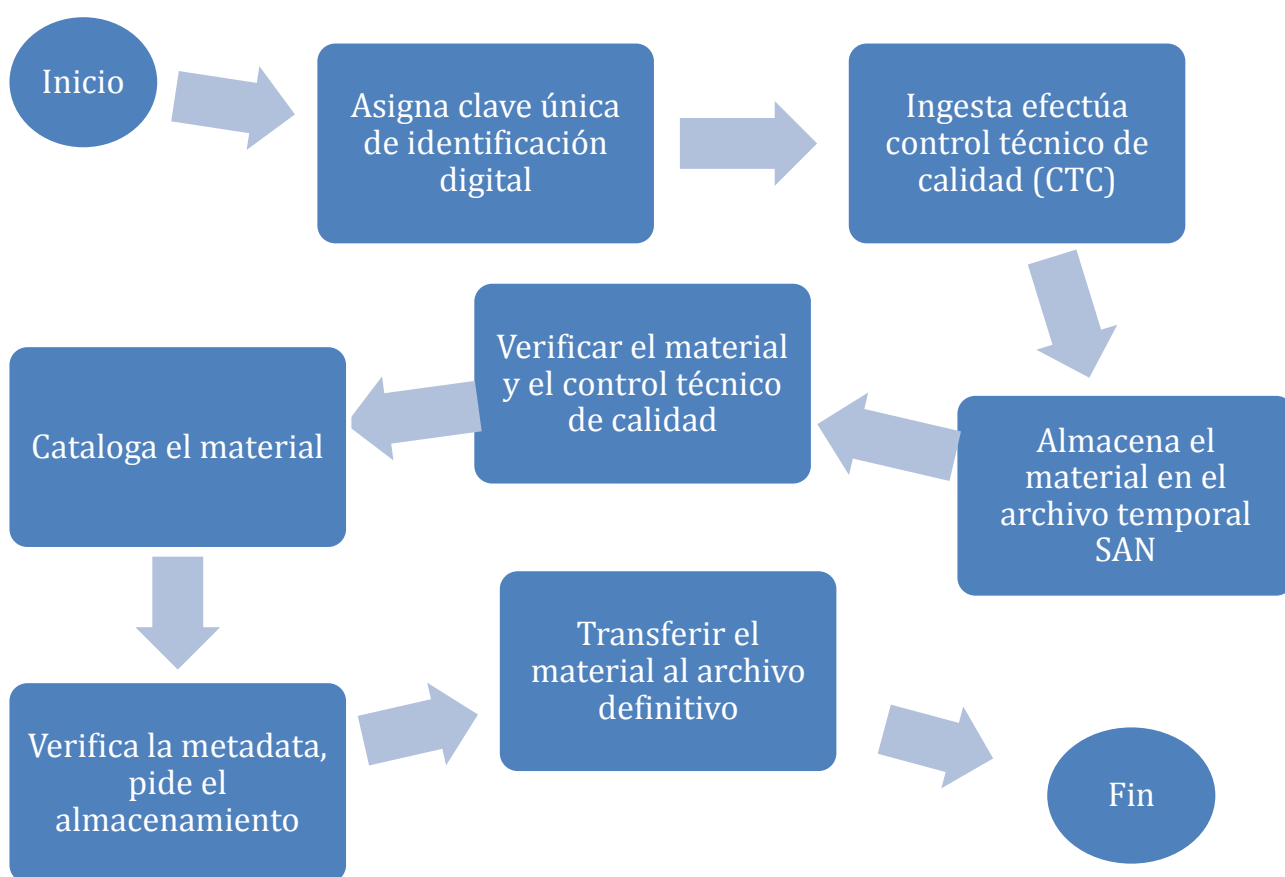 Inicio
Asigna clave única
de identificación
digital
Ingesta efectúa
control técnico de
calidad (CTC)
Almacena el
material en el
archivo temporal
SAN
Verificar el material
y el control técnico
de calidad
Cataloga el material
Verifica la metadata,
pide el
almacenamiento
Transferir el
material al archivo
definitivo
Fin